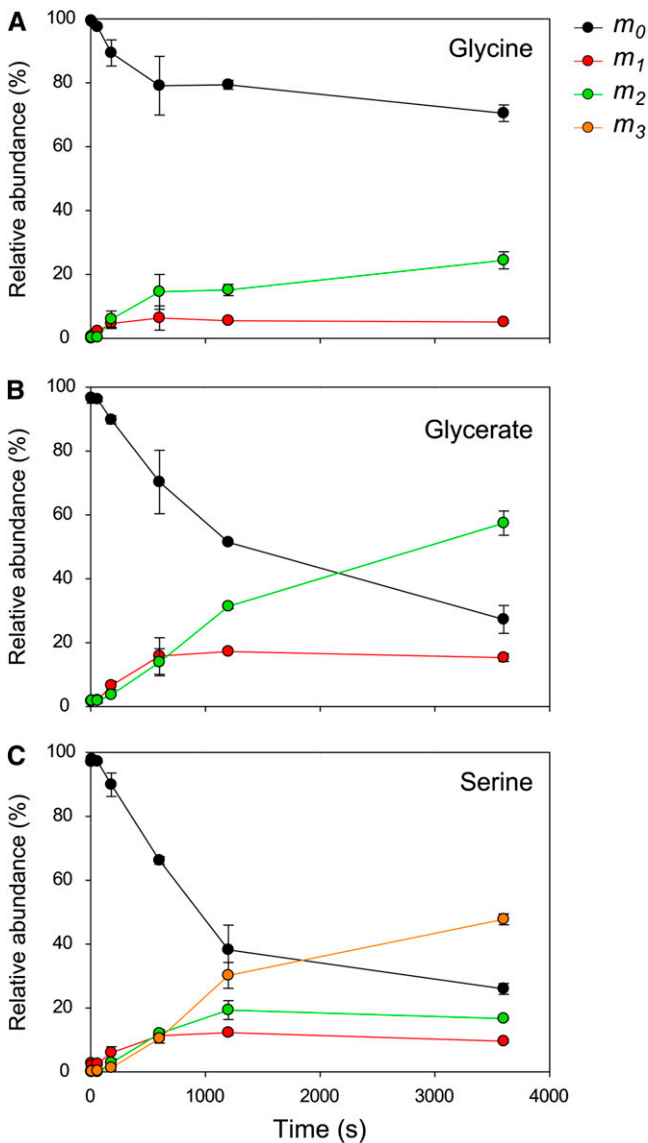 A
Glycine
m0
m1
m2
m3
Relative abundance (%)
100
80
60
40
20
0
B
Glycerate
Relative abundance (%)
100
80
60
40
20
0
C
Serine
Relative abundance (%)
100
80
60
40
20
0
0 1000 2000 3000 4000
Time (s)